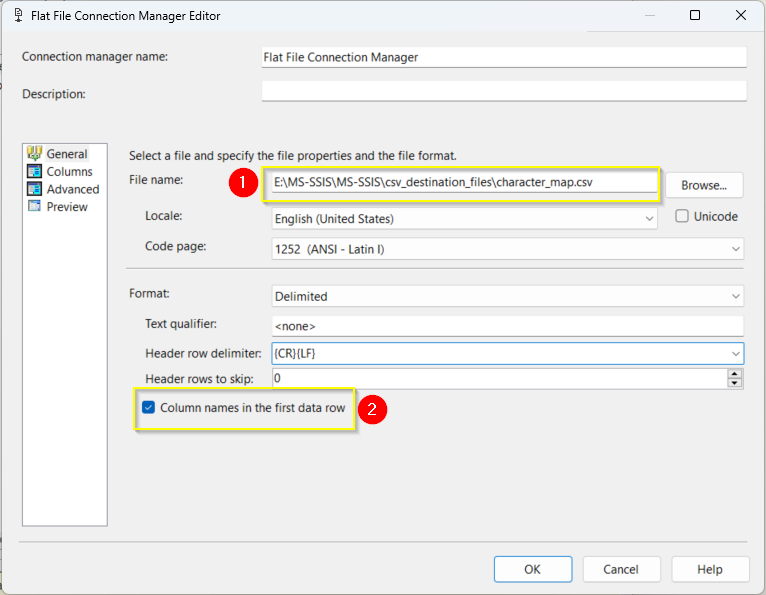 Flat File Connection Manager Editor
Connection manager name:
Flat File Connection Manager
Description:
General
Columns
Advanced
Preview
Select a file and specify the file properties and the file format.
File name:
1
E:\MS-SSIS\MS-SSIS\csv_destination_files\character_map.csv
Browse...
Locale:
English (United States)
Unicode
Code page:
1252 (ANSI - Latin I)
Format:
Delimited
Text qualifier:
<none>
Header row delimiter:
{CR}{LF}
Header rows to skip:
0
Column names in the first data row
2
OK
Cancel
Help